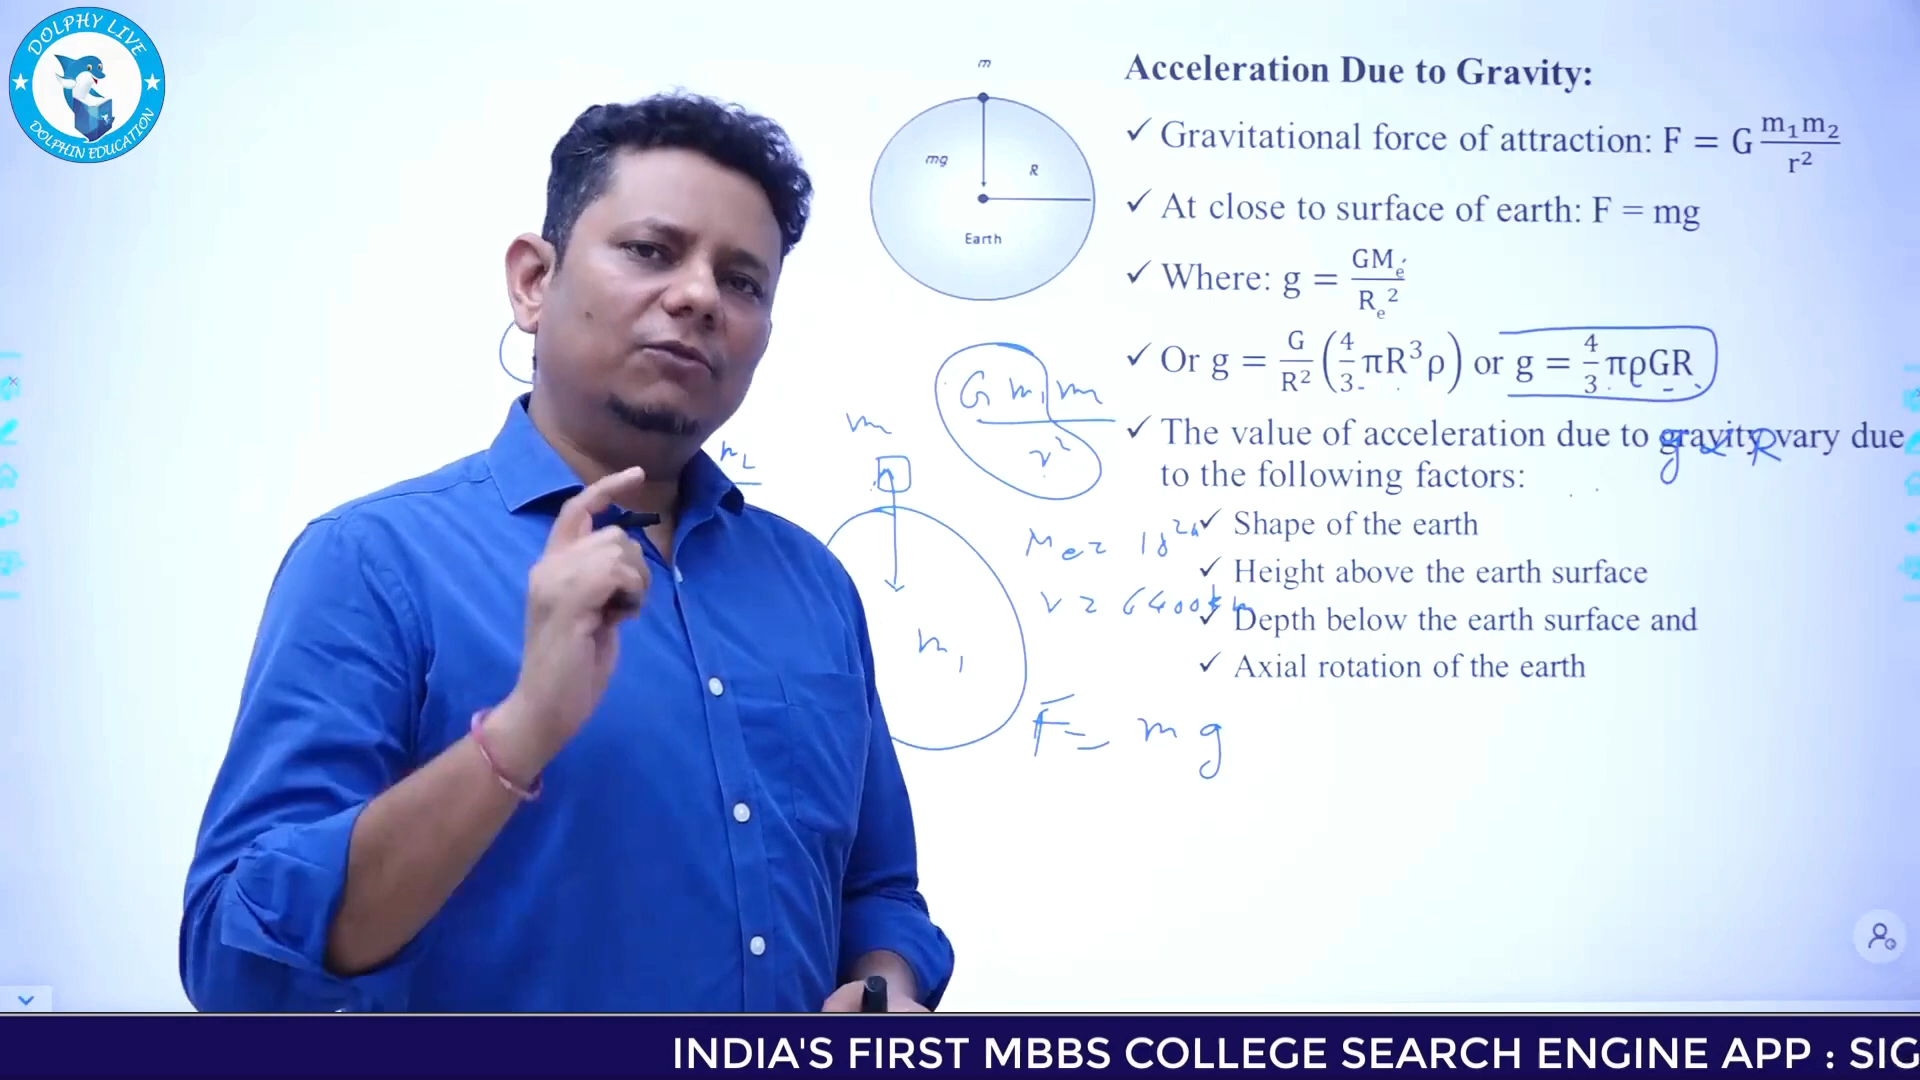 DOLPHY LIVE
DOLPHIN EDUCATION
m
mg
R
Earth
Acceleration Due to Gravity:
✓ Gravitational force of attraction: F = G m₁m₂/r²
✓ At close to surface of earth: F = mg
✓ Where: g = GMₑ/Rₑ²
✓ Or g = G/R² (4/3 πR³ρ) or g = 4/3 πρGR
✓ The value of acceleration due to gravity vary due
to the following factors:
✓ Shape of the earth
✓ Height above the earth surface
✓ Depth below the earth surface and
✓ Axial rotation of the earth
G m₁ m
r²
m
m₁
F = mg
INDIA'S FIRST MBBS COLLEGE SEARCH ENGINE APP : SIG